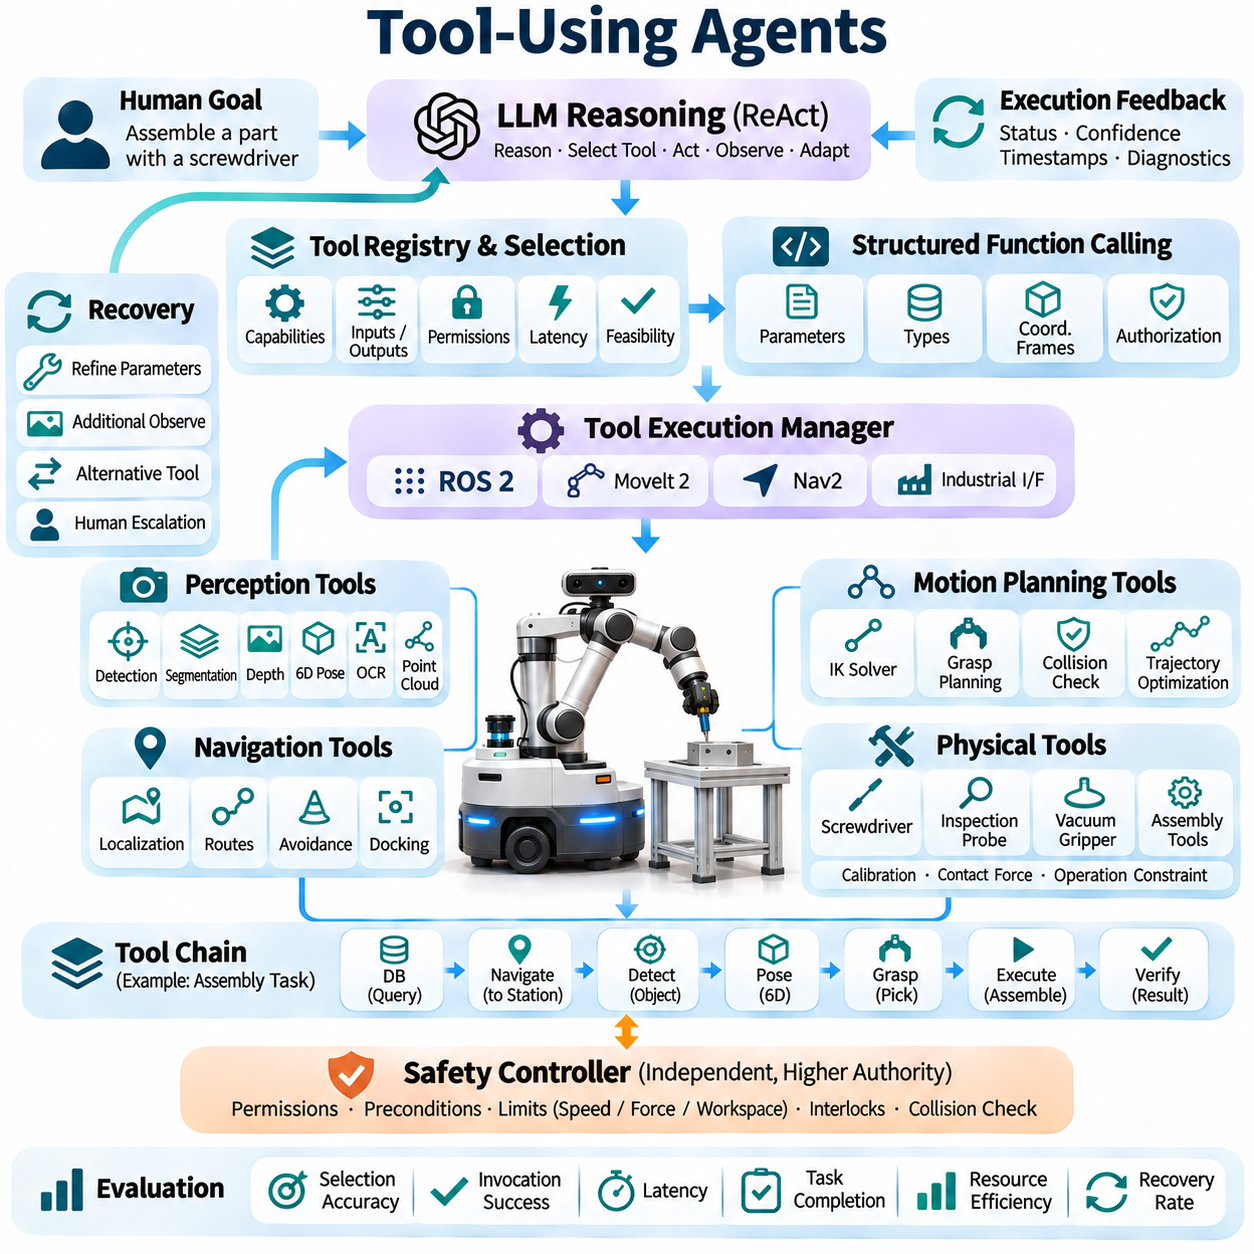 Tool-Using Agents
Human Goal
Assemble a part
with a screwdriver
LLM Reasoning (ReAct)
Reason · Select Tool · Act · Observe · Adapt
Execution Feedback
Status · Confidence
Timestamps · Diagnostics
Tool Registry & Selection
Capabilities
Inputs /
Outputs
Permissions
Latency
Feasibility
Structured Function Calling
Parameters
Types
Coord.
Frames
Authorization
Recovery
Refine Parameters
Additional Observe
Alternative Tool
Human Escalation
Tool Execution Manager
ROS 2
MoveIt 2
Nav2
Industrial I/F
Perception Tools
Detection
Segmentation
Depth
6D Pose
A
OCR
Point
Cloud
Motion Planning Tools
IK Solver
Grasp
Planning
Collision
Check
Trajectory
Optimization
Navigation Tools
Localization
Routes
Avoidance
Docking
Physical Tools
Screwdriver
Inspection
Probe
Vacuum
Gripper
Assembly
Tools
Calibration · Contact Force · Operation Constraint
Tool Chain
(Example: Assembly Task)
DB
(Query)
Navigate
(to Station)
Detect
(Object)
Pose
(6D)
Grasp
(Pick)
Execute
(Assemble)
Verify
(Result)
Safety Controller (Independent, Higher Authority)
Permissions · Preconditions · Limits (Speed / Force / Workspace) · Interlocks · Collision Check
Evaluation
Selection
Accuracy
Invocation
Success
Latency
Task
Completion
Resource
Efficiency
Recovery
Rate